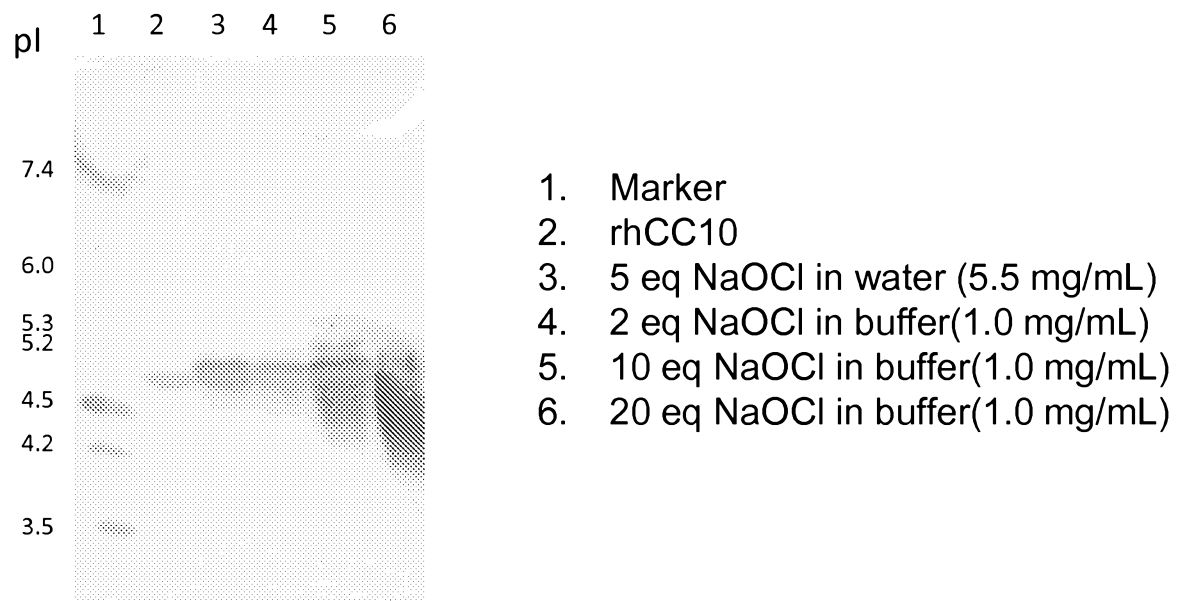 1 2 3 4 5 6
pI
7.4
6.0
5.3
5.2
4.5
4.2
3.5
1. Marker
2. rhCC10
3. 5 eq NaOCl in water (5.5 mg/mL)
4. 2 eq NaOCl in buffer(1.0 mg/mL)
5. 10 eq NaOCl in buffer(1.0 mg/mL)
6. 20 eq NaOCl in buffer(1.0 mg/mL)